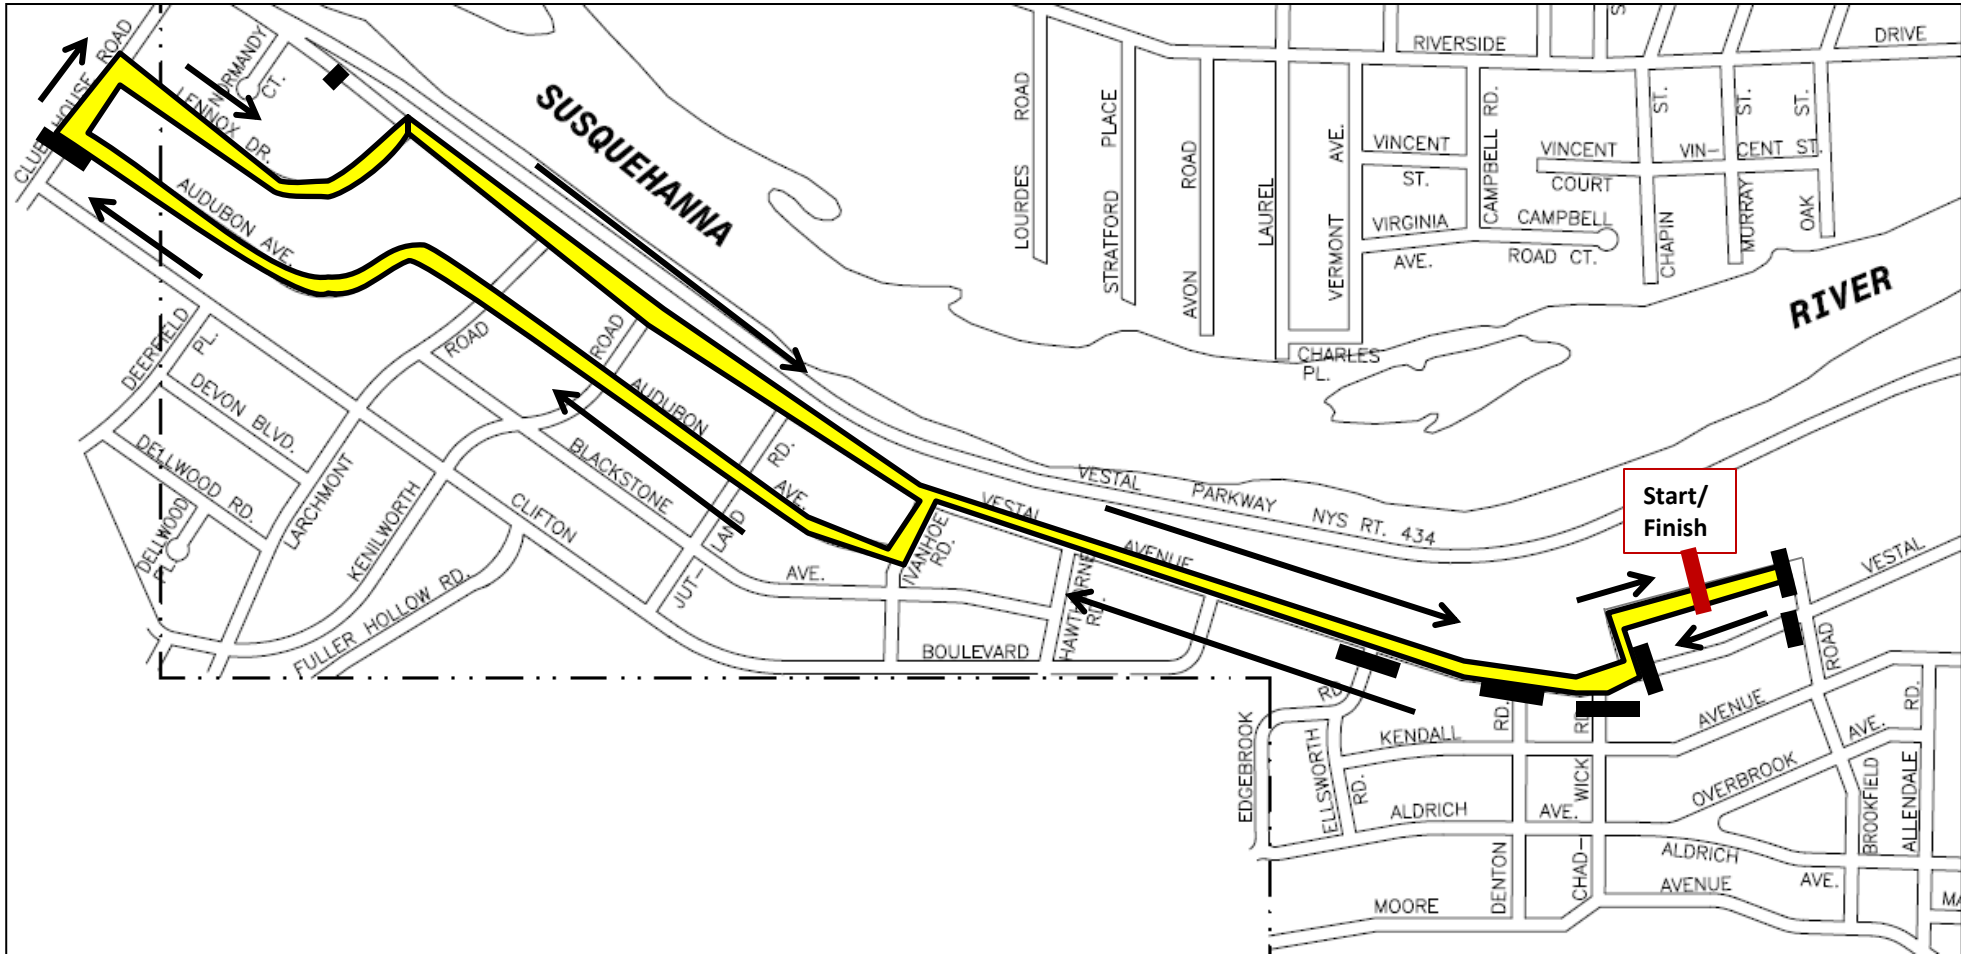 CLUB HOUSE ROAD
NORMANDY
CT.
LENNOX DR.
AUDUBON AVE.
SUSQUEHANNA
RIVER
RIVERSIDE
DRIVE
LOURDES ROAD
STRATFORD PLACE
AVON ROAD
LAUREL
VERMONT AVE.
VINCENT
ST.
VIRGINIA
AVE.
CAMPBELL RD.
CAMPBELL
ROAD CT.
VINCENT
COURT
VIN-
CENT ST.
CHAPIN ST.
MURRAY ST.
OAK ST.
CHARLES
PL.
DEERFIELD
PL.
DEVON BLVD.
DELLWOOD RD.
DELLWOOD
PL.
LARCHMONT
ROAD
KENILWORTH
ROAD
FULLER HOLLOW RD.
CLIFTON
BLACKSTONE
AVE.
AUDUBON
AVE.
JUT-
LAND
RD.
IVANHOE
RD.
HAWTHORNE
RD.
BOULEVARD
VESTAL
AVENUE
VESTAL
PARKWAY
NYS RT. 434
Start/
Finish
VESTAL
ROAD
AVENUE
KENDALL
EDGEBROOK
RD.
ELLSWORTH
RD.
ALDRICH
AVE.
DENTON
RD.
CHAD-
WICK
RD.
OVERBROOK
AVE.
BROOKFIELD
ALLENDALE
RD.
ALDRICH
AVE.
MOORE
AVENUE